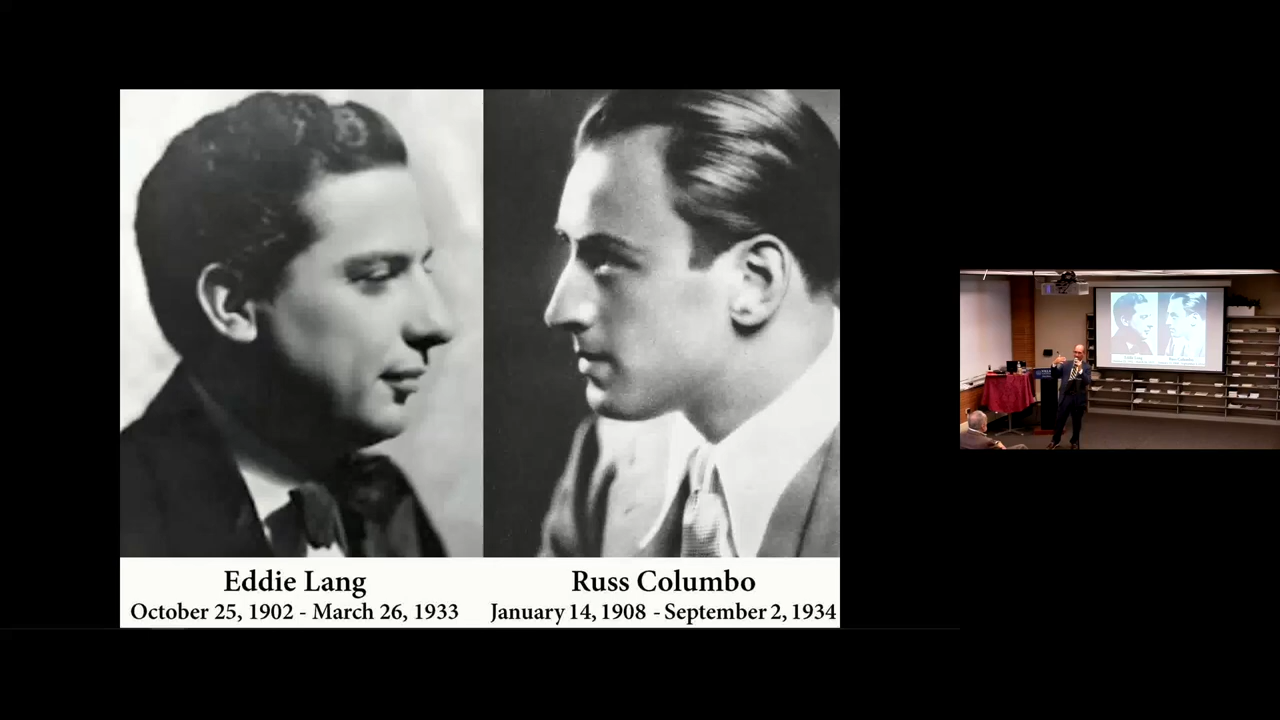 Eddie Lang
October 25, 1902 - March 26, 1933
Russ Columbo
January 14, 1908 - September 2, 1934